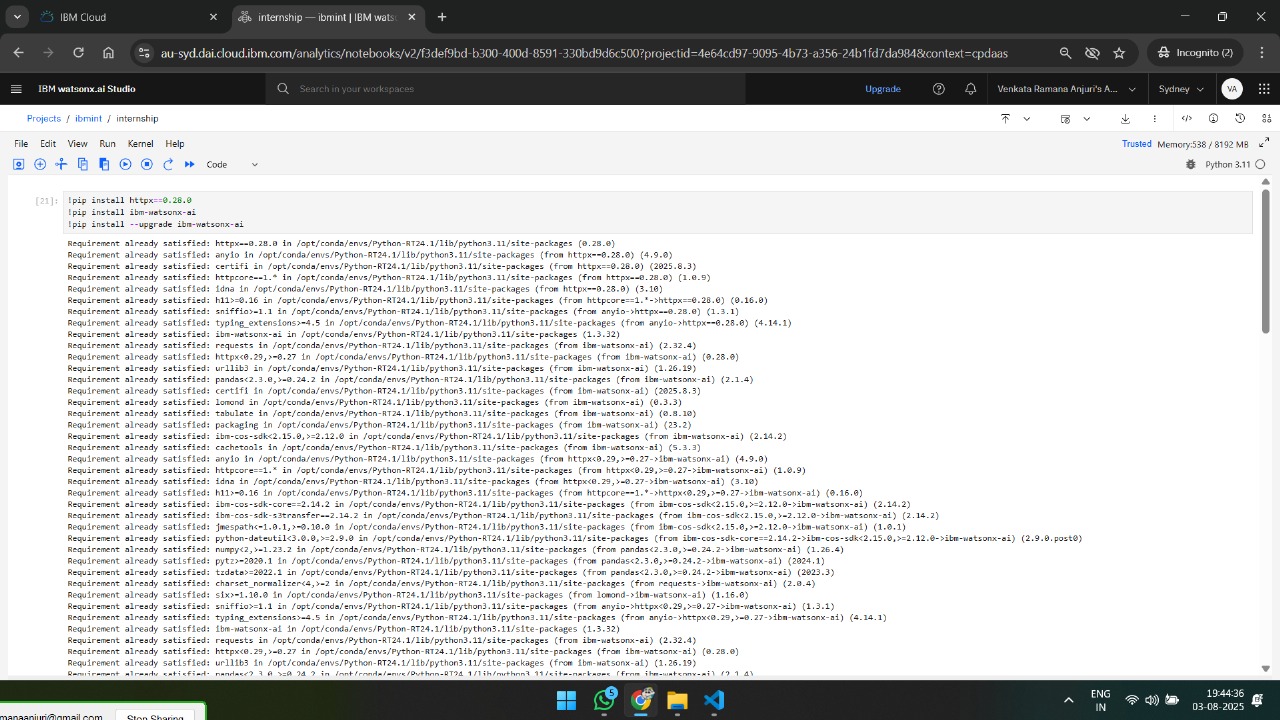 IBM Cloud
internship — ibmint | IBM wats
au-syd.dai.cloud.ibm.com/analytics/notebooks/v2/f3def9bd-b300-400d-8591-330bd9d6c500?projectid=4e64cd97-9095-4b73-a356-24b1fd7da984&context=cpdaas
Incognito (2)
IBM watsonx.ai Studio
Search in your workspaces
Upgrade
Venkata Ramana Anjuri's A...
Sydney
VA
Projects / ibmint / internship
File Edit View Run Kernel Help
Trusted Memory:538 / 8192 MB
Code
Python 3.11
[21]: !pip install httpx==0.28.0
!pip install ibm-watsonx-ai
!pip install --upgrade ibm-watsonx-ai
Requirement already satisfied: httpx==0.28.0 in /opt/conda/envs/Python-RT24.1/lib/python3.11/site-packages (0.28.0)
Requirement already satisfied: anyio in /opt/conda/envs/Python-RT24.1/lib/python3.11/site-packages (from httpx==0.28.0) (4.9.0)
Requirement already satisfied: certifi in /opt/conda/envs/Python-RT24.1/lib/python3.11/site-packages (from httpx==0.28.0) (2025.8.3)
Requirement already satisfied: httpcore==1.* in /opt/conda/envs/Python-RT24.1/lib/python3.11/site-packages (from httpx==0.28.0) (1.0.9)
Requirement already satisfied: idna in /opt/conda/envs/Python-RT24.1/lib/python3.11/site-packages (from httpx==0.28.0) (3.10)
Requirement already satisfied: h11>=0.16 in /opt/conda/envs/Python-RT24.1/lib/python3.11/site-packages (from httpcore==1.*->httpx==0.28.0) (0.16.0)
Requirement already satisfied: sniffio>=1.1 in /opt/conda/envs/Python-RT24.1/lib/python3.11/site-packages (from anyio->httpx==0.28.0) (1.3.1)
Requirement already satisfied: typing_extensions>=4.5 in /opt/conda/envs/Python-RT24.1/lib/python3.11/site-packages (from anyio->httpx==0.28.0) (4.14.1)
Requirement already satisfied: ibm-watsonx-ai in /opt/conda/envs/Python-RT24.1/lib/python3.11/site-packages (1.3.32)
Requirement already satisfied: requests in /opt/conda/envs/Python-RT24.1/lib/python3.11/site-packages (from ibm-watsonx-ai) (2.32.4)
Requirement already satisfied: httpx<0.29,>=0.27 in /opt/conda/envs/Python-RT24.1/lib/python3.11/site-packages (from ibm-watsonx-ai) (0.28.0)
Requirement already satisfied: urllib3 in /opt/conda/envs/Python-RT24.1/lib/python3.11/site-packages (from ibm-watsonx-ai) (1.26.19)
Requirement already satisfied: pandas<2.3.0,>=0.24.2 in /opt/conda/envs/Python-RT24.1/lib/python3.11/site-packages (from ibm-watsonx-ai) (2.1.4)
Requirement already satisfied: certifi in /opt/conda/envs/Python-RT24.1/lib/python3.11/site-packages (from ibm-watsonx-ai) (2025.8.3)
Requirement already satisfied: lomond in /opt/conda/envs/Python-RT24.1/lib/python3.11/site-packages (from ibm-watsonx-ai) (0.3.3)
Requirement already satisfied: tabulate in /opt/conda/envs/Python-RT24.1/lib/python3.11/site-packages (from ibm-watsonx-ai) (0.8.10)
Requirement already satisfied: packaging in /opt/conda/envs/Python-RT24.1/lib/python3.11/site-packages (from ibm-watsonx-ai) (23.2)
Requirement already satisfied: ibm-cos-sdk<2.15.0,>=2.12.0 in /opt/conda/envs/Python-RT24.1/lib/python3.11/site-packages (from ibm-watsonx-ai) (2.14.2)
Requirement already satisfied: cachetools in /opt/conda/envs/Python-RT24.1/lib/python3.11/site-packages (from ibm-watsonx-ai) (5.3.3)
Requirement already satisfied: anyio in /opt/conda/envs/Python-RT24.1/lib/python3.11/site-packages (from httpx<0.29,>=0.27->ibm-watsonx-ai) (4.9.0)
Requirement already satisfied: httpcore==1.* in /opt/conda/envs/Python-RT24.1/lib/python3.11/site-packages (from httpx<0.29,>=0.27->ibm-watsonx-ai) (1.0.9)
Requirement already satisfied: idna in /opt/conda/envs/Python-RT24.1/lib/python3.11/site-packages (from httpx<0.29,>=0.27->ibm-watsonx-ai) (3.10)
Requirement already satisfied: h11>=0.16 in /opt/conda/envs/Python-RT24.1/lib/python3.11/site-packages (from httpcore==1.*->httpx<0.29,>=0.27->ibm-watsonx-ai) (0.16.0)
Requirement already satisfied: ibm-cos-sdk-core==2.14.2 in /opt/conda/envs/Python-RT24.1/lib/python3.11/site-packages (from ibm-cos-sdk<2.15.0,>=2.12.0->ibm-watsonx-ai) (2.14.2)
Requirement already satisfied: ibm-cos-sdk-s3transfer==2.14.2 in /opt/conda/envs/Python-RT24.1/lib/python3.11/site-packages (from ibm-cos-sdk<2.15.0,>=2.12.0->ibm-watsonx-ai) (2.14.2)
Requirement already satisfied: jmespath<=1.0.1,>=0.10.0 in /opt/conda/envs/Python-RT24.1/lib/python3.11/site-packages (from ibm-cos-sdk<2.15.0,>=2.12.0->ibm-watsonx-ai) (1.0.1)
Requirement already satisfied: python-dateutil<3.0.0,>=2.9.0 in /opt/conda/envs/Python-RT24.1/lib/python3.11/site-packages (from ibm-cos-sdk-core==2.14.2->ibm-cos-sdk<2.15.0,>=2.12.0->ibm-watsonx-ai) (2.9.0.post0)
Requirement already satisfied: numpy<2,>=1.23.2 in /opt/conda/envs/Python-RT24.1/lib/python3.11/site-packages (from pandas<2.3.0,>=0.24.2->ibm-watsonx-ai) (1.26.4)
Requirement already satisfied: pytz>=2020.1 in /opt/conda/envs/Python-RT24.1/lib/python3.11/site-packages (from pandas<2.3.0,>=0.24.2->ibm-watsonx-ai) (2024.1)
Requirement already satisfied: tzdata>=2022.1 in /opt/conda/envs/Python-RT24.1/lib/python3.11/site-packages (from pandas<2.3.0,>=0.24.2->ibm-watsonx-ai) (2023.3)
Requirement already satisfied: charset_normalizer<4,>=2 in /opt/conda/envs/Python-RT24.1/lib/python3.11/site-packages (from requests->ibm-watsonx-ai) (2.0.4)
Requirement already satisfied: six>=1.10.0 in /opt/conda/envs/Python-RT24.1/lib/python3.11/site-packages (from lomond->ibm-watsonx-ai) (1.16.0)
Requirement already satisfied: sniffio>=1.1 in /opt/conda/envs/Python-RT24.1/lib/python3.11/site-packages (from anyio->httpx<0.29,>=0.27->ibm-watsonx-ai) (1.3.1)
Requirement already satisfied: typing_extensions>=4.5 in /opt/conda/envs/Python-RT24.1/lib/python3.11/site-packages (from anyio->httpx<0.29,>=0.27->ibm-watsonx-ai) (4.14.1)
Requirement already satisfied: ibm-watsonx-ai in /opt/conda/envs/Python-RT24.1/lib/python3.11/site-packages (1.3.32)
Requirement already satisfied: requests in /opt/conda/envs/Python-RT24.1/lib/python3.11/site-packages (from ibm-watsonx-ai) (2.32.4)
Requirement already satisfied: httpx<0.29,>=0.27 in /opt/conda/envs/Python-RT24.1/lib/python3.11/site-packages (from ibm-watsonx-ai) (0.28.0)
Requirement already satisfied: urllib3 in /opt/conda/envs/Python-RT24.1/lib/python3.11/site-packages (from ibm-watsonx-ai) (1.26.19)
Requirement already satisfied: pandas<2.3.0,>=0.24.2 in /opt/conda/envs/Python-RT24.1/lib/python3.11/site-packages (from ibm-watsonx-ai) (2.1.4)
manaanjuri@gmail.com Stop Sharing
5
ENG
IN
19:44:36
03-08-2025